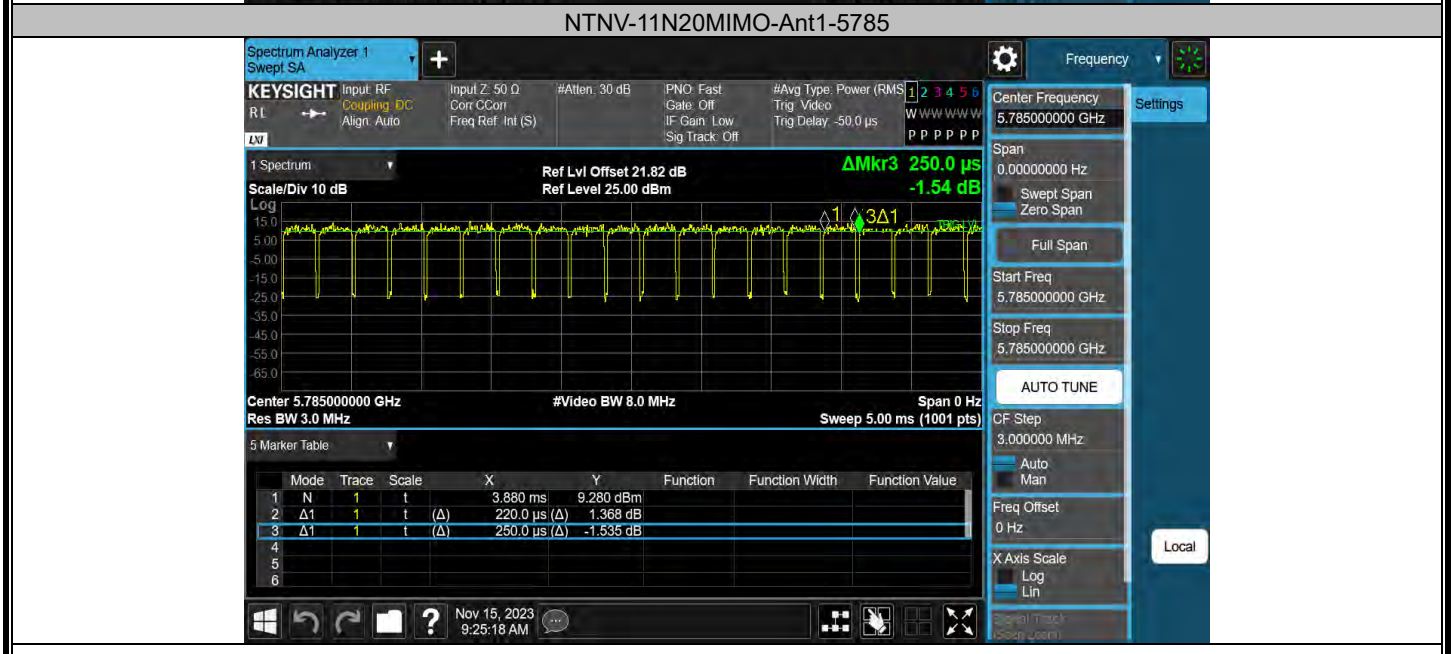 NTNV-11N20MIMO-Ant1-5785
Spectrum Analyzer 1
Swept SA
Frequency
KEYSIGHT
RL
LXI
Input: RF
Coupling: DC
Align: Auto
Input Z: 50 Ω
Corr CCorr
Freq Ref: Int (S)
#Atten: 30 dB
PNO: Fast
Gate: Off
IF Gain: Low
Sig Track: Off
#Avg Type: Power (RMS
Trig: Video
Trig Delay: -50.0 µs
1 2 3 4 5 6
W W W W W W
P P P P P P
1 Spectrum
Scale/Div 10 dB
Log
Ref Lvl Offset 21.82 dB
Ref Level 25.00 dBm
ΔMkr3 250.0 µs
-1.54 dB
1
3Δ1
TRIG LVL
15.0
5.00
-5.00
-15.0
-25.0
-35.0
-45.0
-55.0
-65.0
Center 5.785000000 GHz
Res BW 3.0 MHz
#Video BW 8.0 MHz
Span 0 Hz
Sweep 5.00 ms (1001 pts)
5 Marker Table
Mode Trace Scale X Y Function Function Width Function Value
1 N 1 t 3.880 ms 9.280 dBm
2 Δ1 1 t (Δ) 220.0 µs (Δ) 1.368 dB
3 Δ1 1 t (Δ) 250.0 µs (Δ) -1.535 dB
4
5
6
Nov 15, 2023
9:25:18 AM
Center Frequency
5.785000000 GHz
Settings
Span
0.00000000 Hz
Swept Span
Zero Span
Full Span
Start Freq
5.785000000 GHz
Stop Freq
5.785000000 GHz
AUTO TUNE
CF Step
3.000000 MHz
Auto
Man
Freq Offset
0 Hz
X Axis Scale
Log
Lin
Signal Track
(Span Zoom)
Local